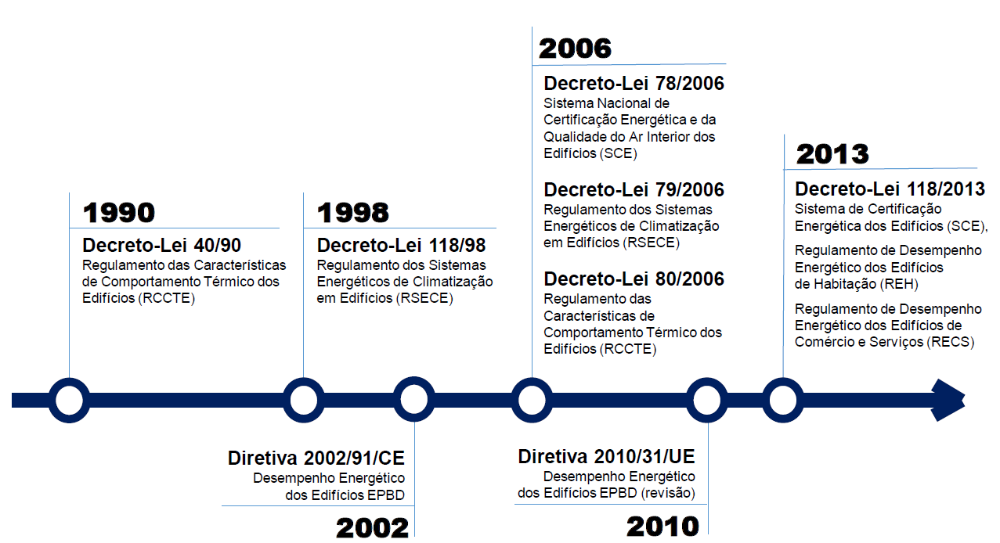 1990
Decreto-Lei 40/90
Regulamento das Características
de Comportamento Térmico dos
Edifícios (RCCTE)
1998
Decreto-Lei 118/98
Regulamento dos Sistemas
Energéticos de Climatização
em Edifícios (RSECE)
2006
Decreto-Lei 78/2006
Sistema Nacional de
Certificação Energética e da
Qualidade do Ar Interior dos
Edifícios (SCE)
Decreto-Lei 79/2006
Regulamento dos Sistemas
Energéticos de Climatização
em Edifícios (RSECE)
Decreto-Lei 80/2006
Regulamento das
Características de
Comportamento Térmico dos
Edifícios (RCCTE)
2013
Decreto-Lei 118/2013
Sistema de Certificação
Energética dos Edifícios (SCE),
Regulamento de Desempenho
Energético dos Edifícios
de Habitação (REH)
Regulamento de Desempenho
Energético dos Edifícios de
Comércio e Serviços (RECS)
Diretiva 2002/91/CE
Desempenho Energético
dos Edifícios EPBD
2002
Diretiva 2010/31/UE
Desempenho Energético
dos Edifícios EPBD (revisão)
2010